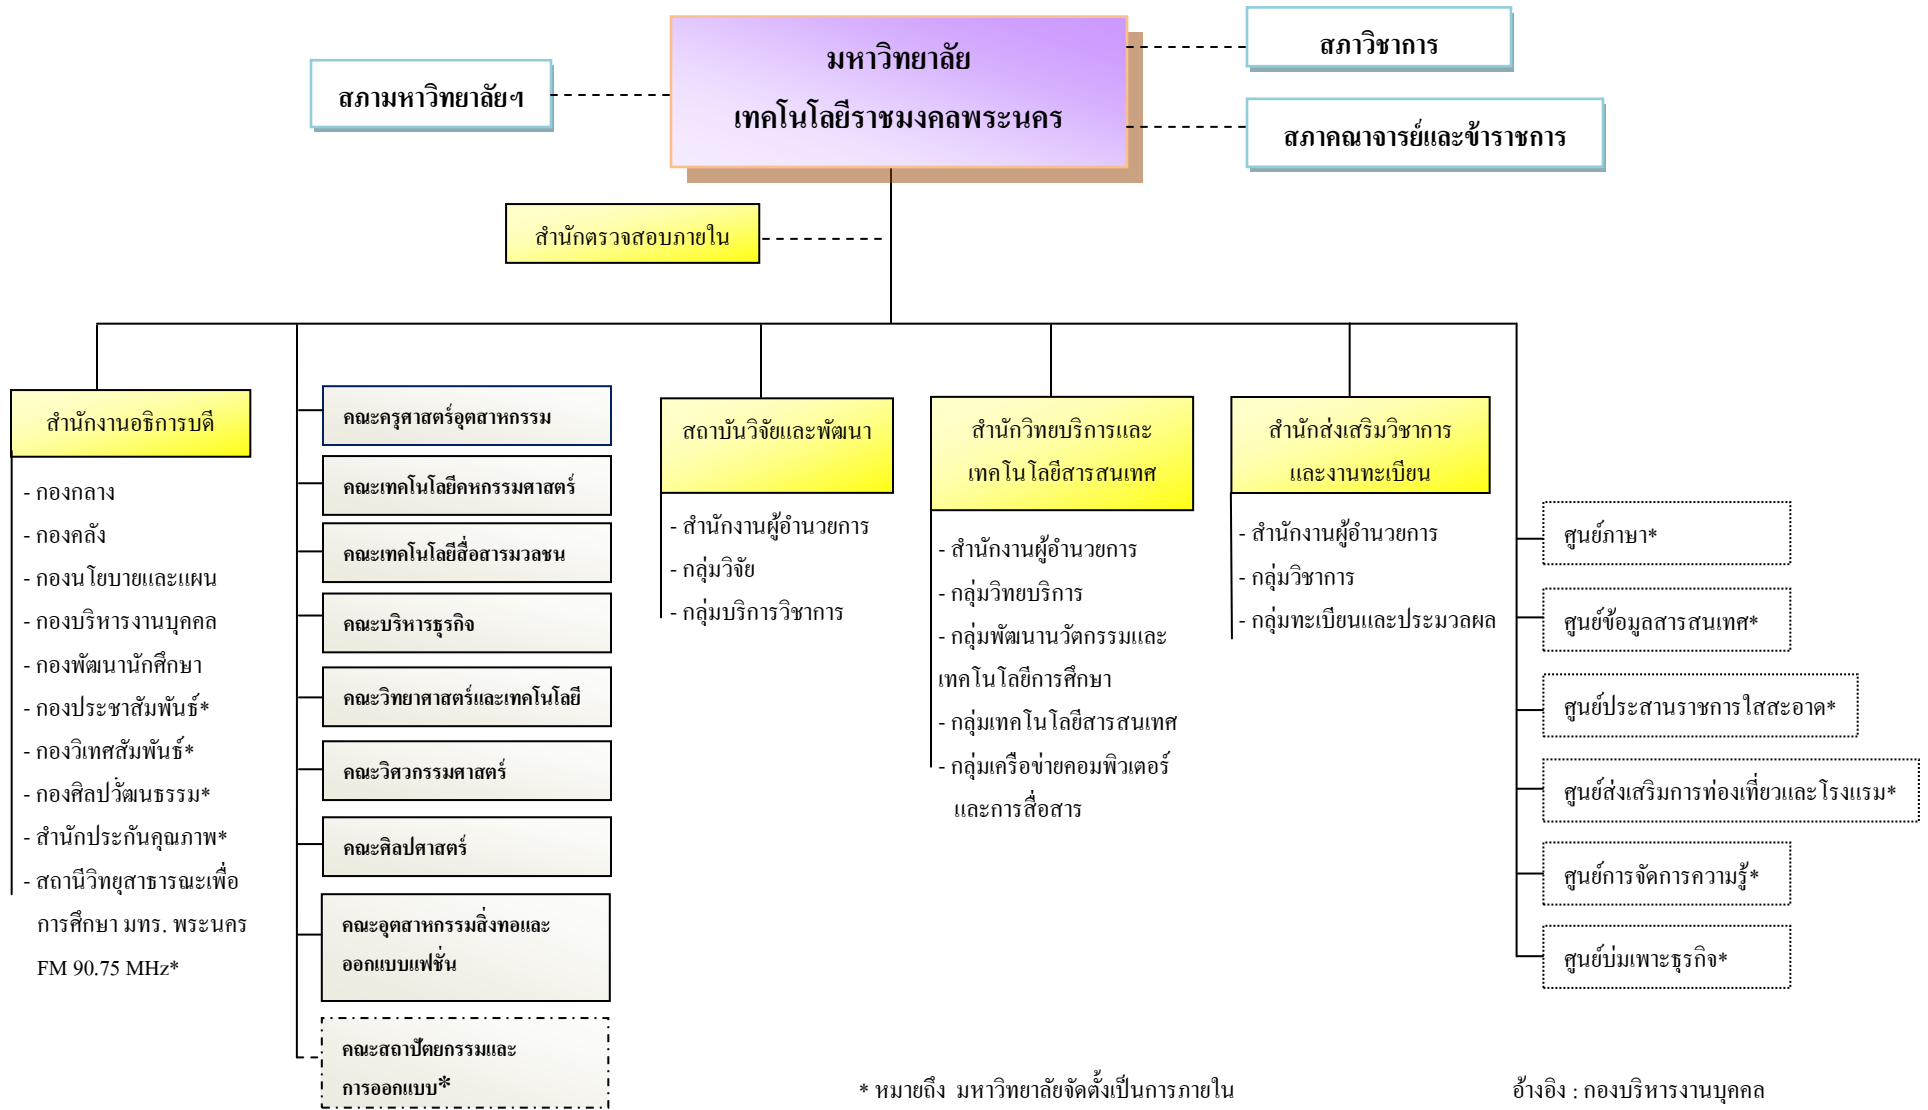 มหาวิทยาลัย
เทคโนโลยีราชมงคลพระนคร
สภามหาวิทยาลัยฯ
สภาวิชาการ
สภาคณาจารย์และข้าราชการ
สำนักตรวจสอบภายใน
สำนักงานอธิการบดี
- กองกลาง
- กองคลัง
- กองนโยบายและแผน
- กองบริหารงานบุคคล
- กองพัฒนานักศึกษา
- กองประชาสัมพันธ์*
- กองวิเทศสัมพันธ์*
- กองศิลปวัฒนธรรม*
- สำนักประกันคุณภาพ*
- สถานีวิทยุสาธารณะเพื่อ
การศึกษา มทร. พระนคร
FM 90.75 MHz*
คณะครุศาสตร์อุตสาหกรรม
คณะเทคโนโลยีคหกรรมศาสตร์
คณะเทคโนโลยีสื่อสารมวลชน
คณะบริหารธุรกิจ
คณะวิทยาศาสตร์และเทคโนโลยี
คณะวิศวกรรมศาสตร์
คณะศิลปศาสตร์
คณะอุตสาหกรรมสิ่งทอและ
ออกแบบแฟชั่น
คณะสถาปัตยกรรมและ
การออกแบบ*
สถาบันวิจัยและพัฒนา
- สำนักงานผู้อำนวยการ
- กลุ่มวิจัย
- กลุ่มบริการวิชาการ
สำนักวิทยบริการและ
เทคโนโลยีสารสนเทศ
- สำนักงานผู้อำนวยการ
- กลุ่มวิทยบริการ
- กลุ่มพัฒนานวัตกรรมและ
เทคโนโลยีการศึกษา
- กลุ่มเทคโนโลยีสารสนเทศ
- กลุ่มเครือข่ายคอมพิวเตอร์
และการสื่อสาร
สำนักส่งเสริมวิชาการ
และงานทะเบียน
- สำนักงานผู้อำนวยการ
- กลุ่มวิชาการ
- กลุ่มทะเบียนและประมวลผล
ศูนย์ภาษา*
ศูนย์ข้อมูลสารสนเทศ*
ศูนย์ประสานราชการใสสะอาด*
ศูนย์ส่งเสริมการท่องเที่ยวและโรงแรม*
ศูนย์การจัดการความรู้*
ศูนย์บ่มเพาะธุรกิจ*
* หมายถึง มหาวิทยาลัยจัดตั้งเป็นการภายใน
อ้างอิง : กองบริหารงานบุคคล